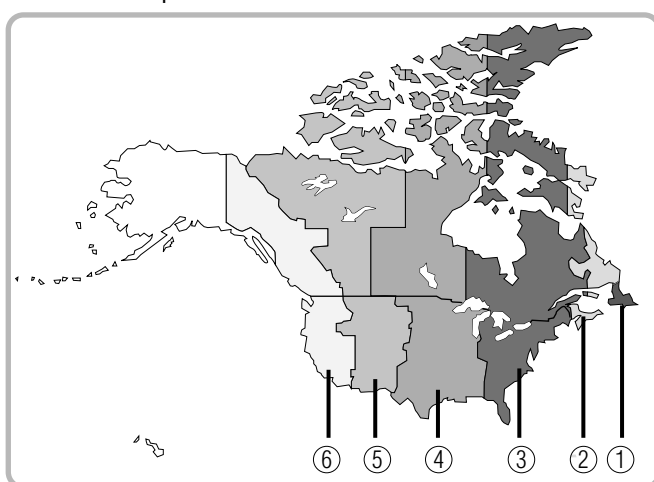 ⑥ ⑤ ④ ③ ② ①